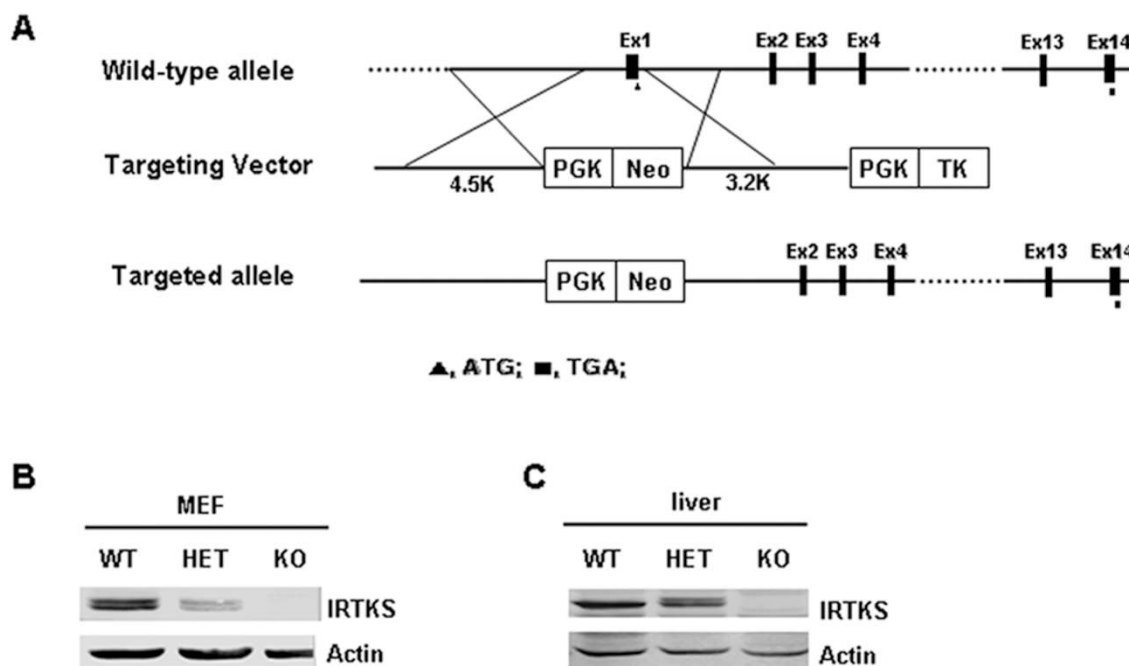 A
Ex1 Ex2 Ex3 Ex4 Ex13 Ex14
Wild-type allele
Targeting Vector PGK Neo PGK TK
4.5K 3.2K
Ex2 Ex3 Ex4 Ex13 Ex14
Targeted allele PGK Neo
▲, ATG; ■, TGA;
B
MEF
WT HET KO
IRTKS
Actin
C
liver
WT HET KO
IRTKS
Actin